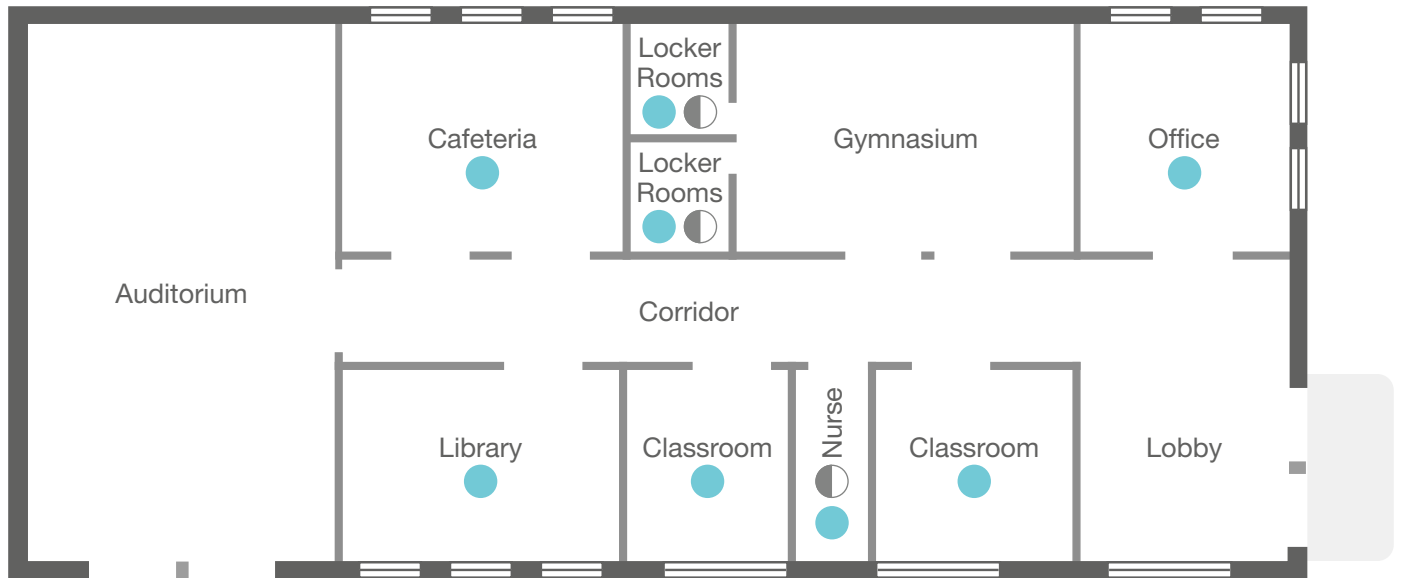 Locker
Rooms
Cafeteria
Gymnasium
Office
Locker
Rooms
Auditorium
Corridor
Library
Classroom
Nurse
Classroom
Lobby